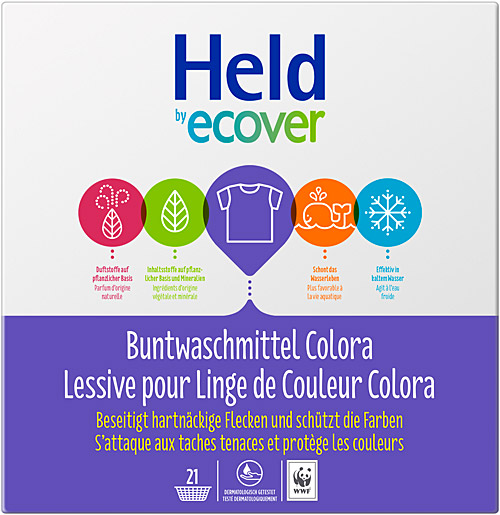 Held
by ecover
Duftstoffe auf
pflanzlicher Basis
Parfum d'origine
naturelle
Inhaltsstoffe auf pflanz-
licher Basis und Mineralien
Ingrédients d'origine
végétale et minérale
Schont das
Wasserleben
Plus favorable à
la vie aquatique
Effektiv in
kaltem Wasser
Agit à l'eau
froide
Buntwaschmittel Colora
Lessive pour Linge de Couleur Colora
Beseitigt hartnäckige Flecken und schützt die Farben
S'attaque aux taches tenaces et protège les couleurs
21
DERMATOLOGISCH GETESTET
TESTÉ DERMATOLOGIQUEMENT
WWF